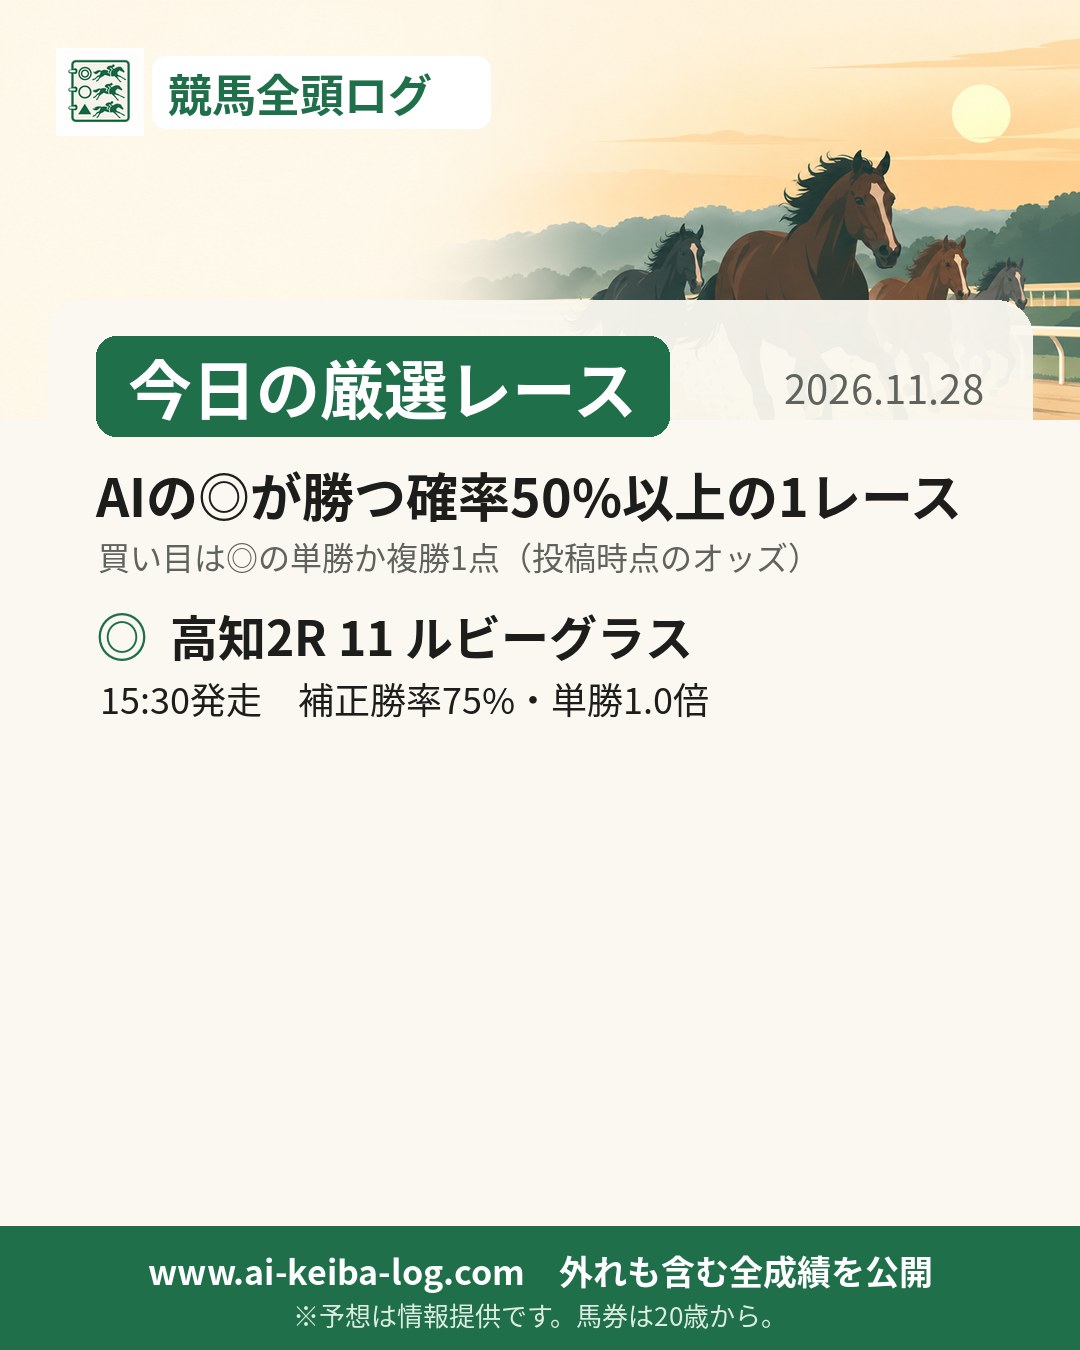 競馬全頭ログ
今日の厳選レース
2026.11.28
AIの◎が勝つ確率50%以上の1レース
買い目は◎の単勝か複勝1点（投稿時点のオッズ）
◎ 高知2R 11 ルビーグラス
15:30発走　補正勝率75%・単勝1.0倍
www.ai-keiba-log.com　外れも含む全成績を公開
※予想は情報提供です。馬券は20歳から。